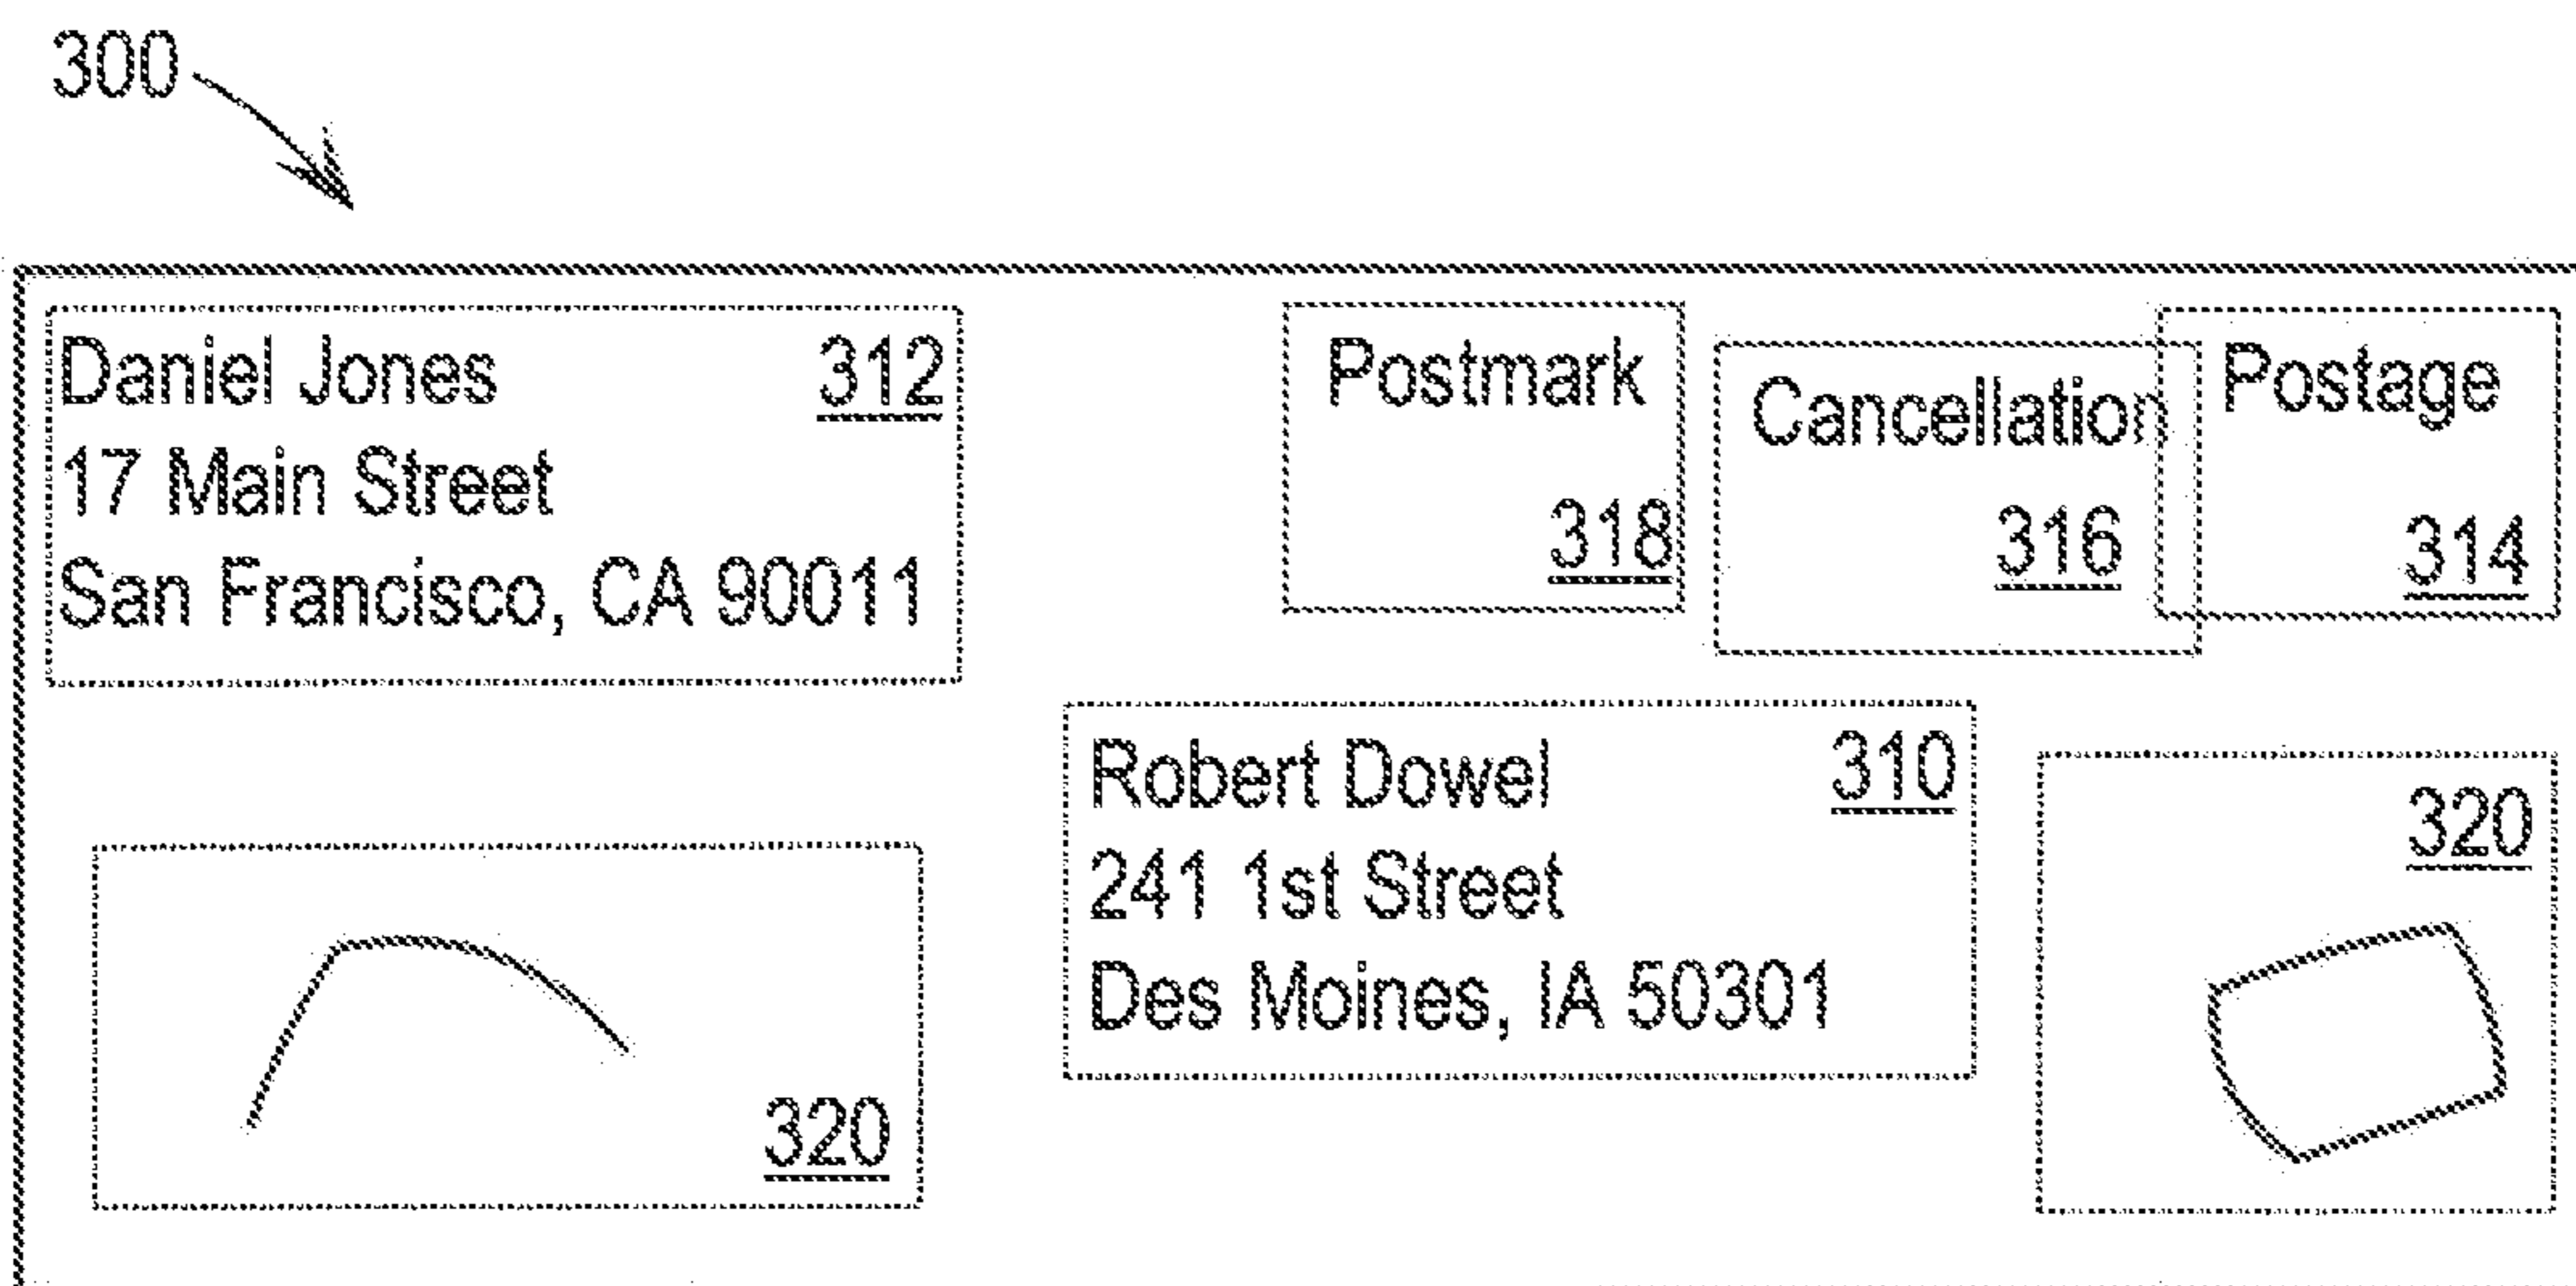 300
Daniel Jones 312
17 Main Street
San Francisco, CA 90011
Postmark
318
Cancellation
316
Postage
314
Robert Dowel 310
241 1st Street
Des Moines, IA 50301
320
320